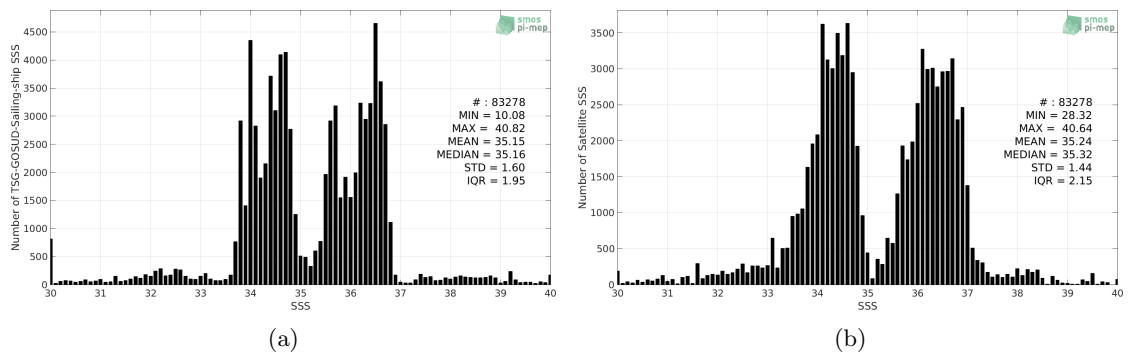 smos
pi-mep
Number of TSG-GOSUD-Sailing-ship SSS
4500
4000
3500
3000
2500
2000
1500
1000
500
0
# : 83278
MIN = 10.08
MAX = 40.82
MEAN = 35.15
MEDIAN = 35.16
STD = 1.60
IQR = 1.95
30 31 32 33 34 35 36 37 38 39 40
SSS
(a)
smos
pi-mep
Number of Satellite SSS
3500
3000
2500
2000
1500
1000
500
0
# : 83278
MIN = 28.32
MAX = 40.64
MEAN = 35.24
MEDIAN = 35.32
STD = 1.44
IQR = 2.15
30 31 32 33 34 35 36 37 38 39 40
SSS
(b)